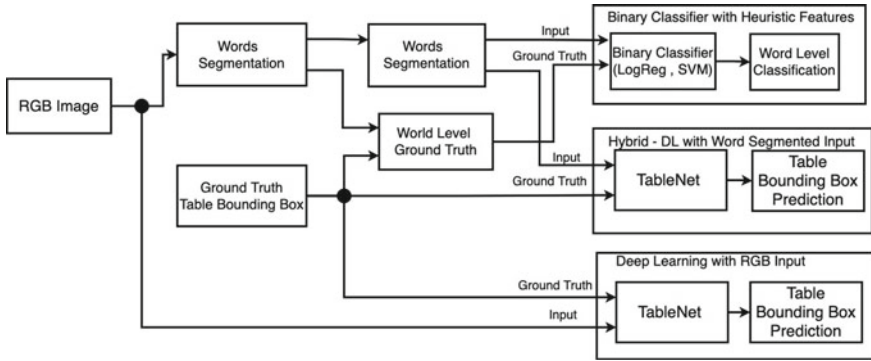 RGB Image
Words
Segmentation
Words
Segmentation
World Level
Ground Truth
Ground Truth
Table Bounding Box
Input
Ground Truth
Binary Classifier with Heuristic Features
Binary Classifier
(LogReg , SVM)
Word Level
Classification
Input
Ground Truth
Hybrid - DL with Word Segmented Input
TableNet
Table
Bounding Box
Prediction
Ground Truth
Input
Deep Learning with RGB Input
TableNet
Table
Bounding Box
Prediction